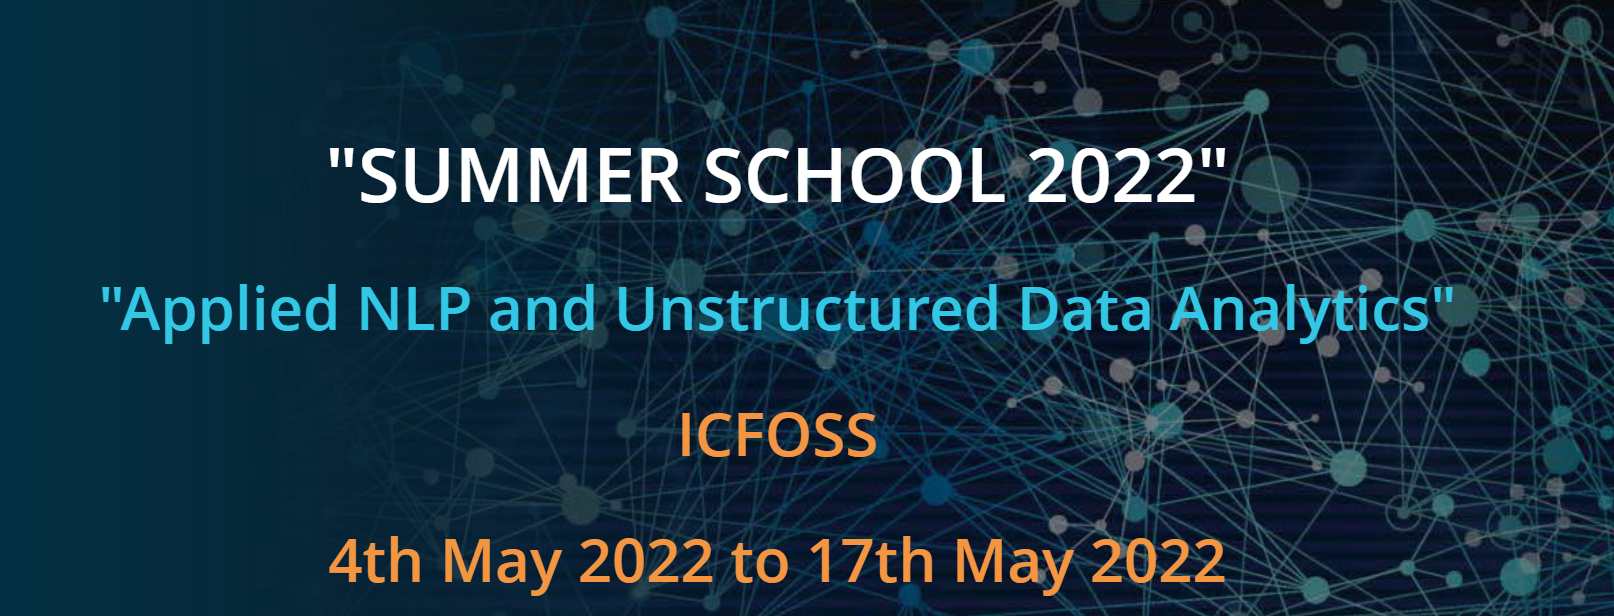 "SUMMER SCHOOL 2022"
"Applied NLP and Unstructured Data Analytics"
ICFOSS
4th May 2022 to 17th May 2022